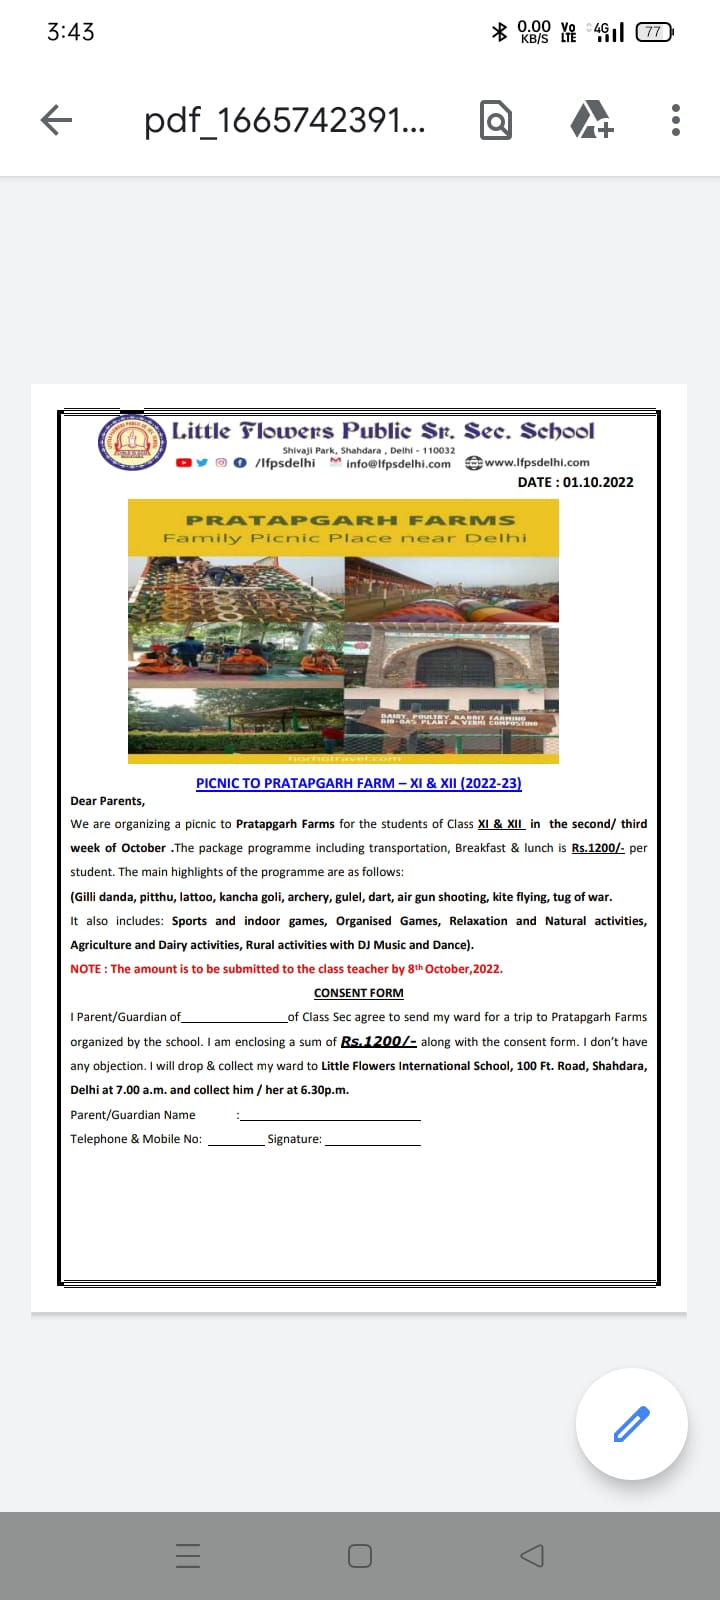 3:43
0.00 KB/S Vo LTE 4G 77
pdf_1665742391...
Little Flowers Public Sr. Sec. School
Shivaji Park, Shahdara , Delhi - 110032
/lfpsdelhi info@lfpsdelhi.com www.lfpsdelhi.com
DATE : 01.10.2022
PRATAPGARH FARMS
Family Picnic Place near Delhi
DAIRY, POULTRY, RABBIT FARMING
BIO-GAS PLANT & VERMI COMPOSTING
horhotravel.com
PICNIC TO PRATAPGARH FARM – XI & XII (2022-23)
Dear Parents,
We are organizing a picnic to Pratapgarh Farms for the students of Class XI & XII in the second/ third
week of October .The package programme including transportation, Breakfast & lunch is Rs.1200/- per
student. The main highlights of the programme are as follows:
(Gilli danda, pitthu, lattoo, kancha goli, archery, gulel, dart, air gun shooting, kite flying, tug of war.
It also includes: Sports and indoor games, Organised Games, Relaxation and Natural activities,
Agriculture and Dairy activities, Rural activities with DJ Music and Dance).
NOTE : The amount is to be submitted to the class teacher by 8th October,2022.
CONSENT FORM
I Parent/Guardian of_________________of Class Sec agree to send my ward for a trip to Pratapgarh Farms
organized by the school. I am enclosing a sum of Rs.1200/- along with the consent form. I don't have
any objection. I will drop & collect my ward to Little Flowers International School, 100 Ft. Road, Shahdara,
Delhi at 7.00 a.m. and collect him / her at 6.30p.m.
Parent/Guardian Name :____________________________
Telephone & Mobile No: _________ Signature: _______________